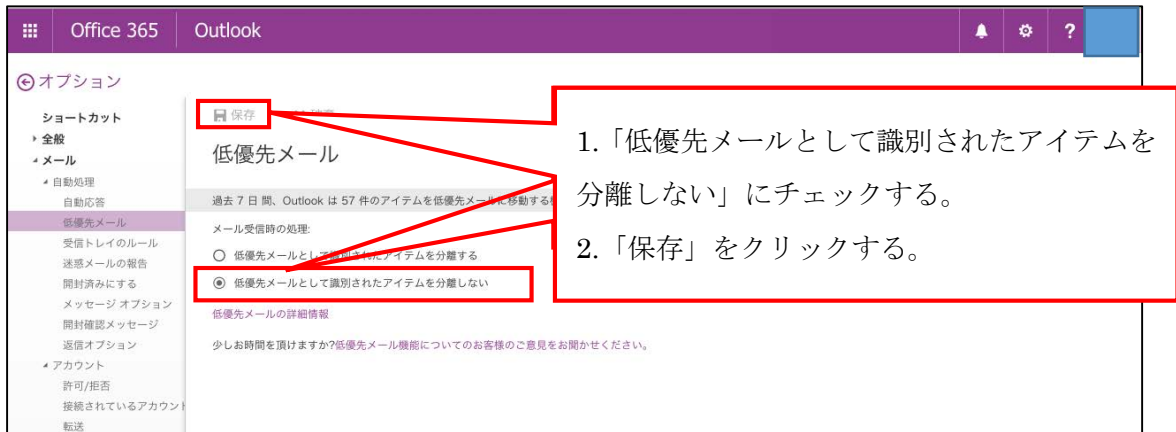 Office 365
Outlook
?
オプション
ショートカット
全般
メール
自動処理
自動応答
低優先メール
受信トレイのルール
迷惑メールの報告
開封済みにする
メッセージ オプション
開封確認メッセージ
返信オプション
アカウント
許可/拒否
接続されているアカウント
転送
保存
低優先メール
過去 7 日 間、Outlook は 57 件のアイテムを低優先メールに移動する
メール受信時の処理:
低優先メールとして識別されたアイテムを分離する
低優先メールとして識別されたアイテムを分離しない
低優先メールの詳細情報
少しお時間を頂けますか?低優先メール機能についてのお客様のご意見をお聞かせください。
1.「低優先メールとして識別されたアイテムを
分離しない」にチェックする。
2.「保存」をクリックする。